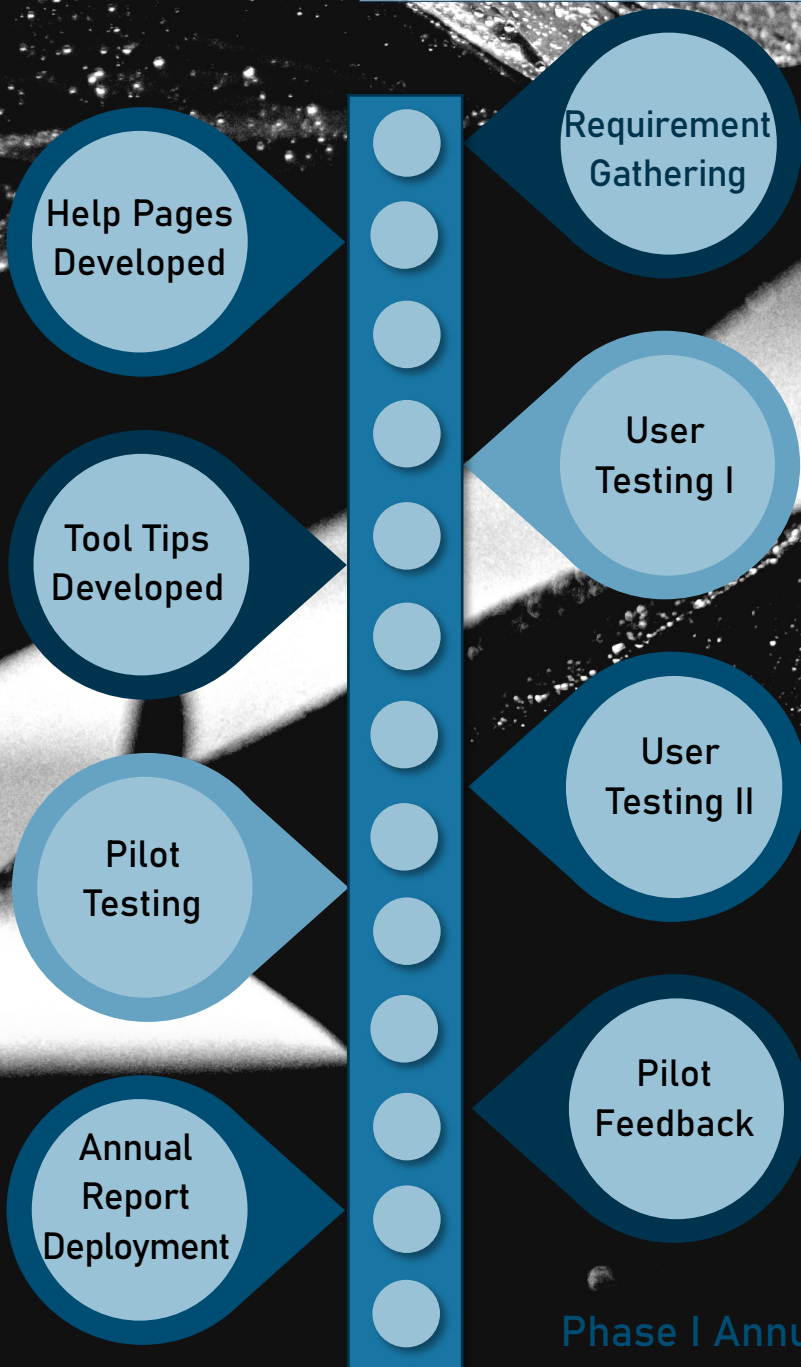 Requirement
Gathering
Help Pages
Developed
User
Testing I
Tool Tips
Developed
User
Testing II
Pilot
Testing
Pilot
Feedback
Annual
Report
Deployment
Phase I Annu